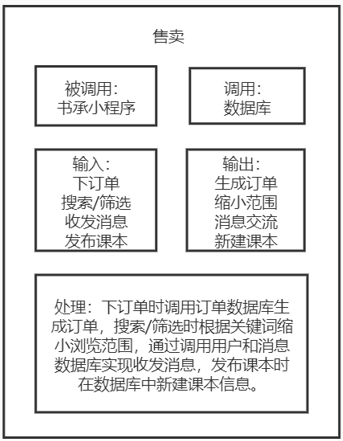 售卖
被调用：
书承小程序
调用：
数据库
输入：
下订单
搜索/筛选
收发消息
发布课本
输出：
生成订单
缩小范围
消息交流
新建课本
处理：下订单时调用订单数据库生
成订单，搜索/筛选时根据关键词缩
小浏览范围，通过调用用户和消息
数据库实现收发消息，发布课本时
在数据库中新建课本信息。